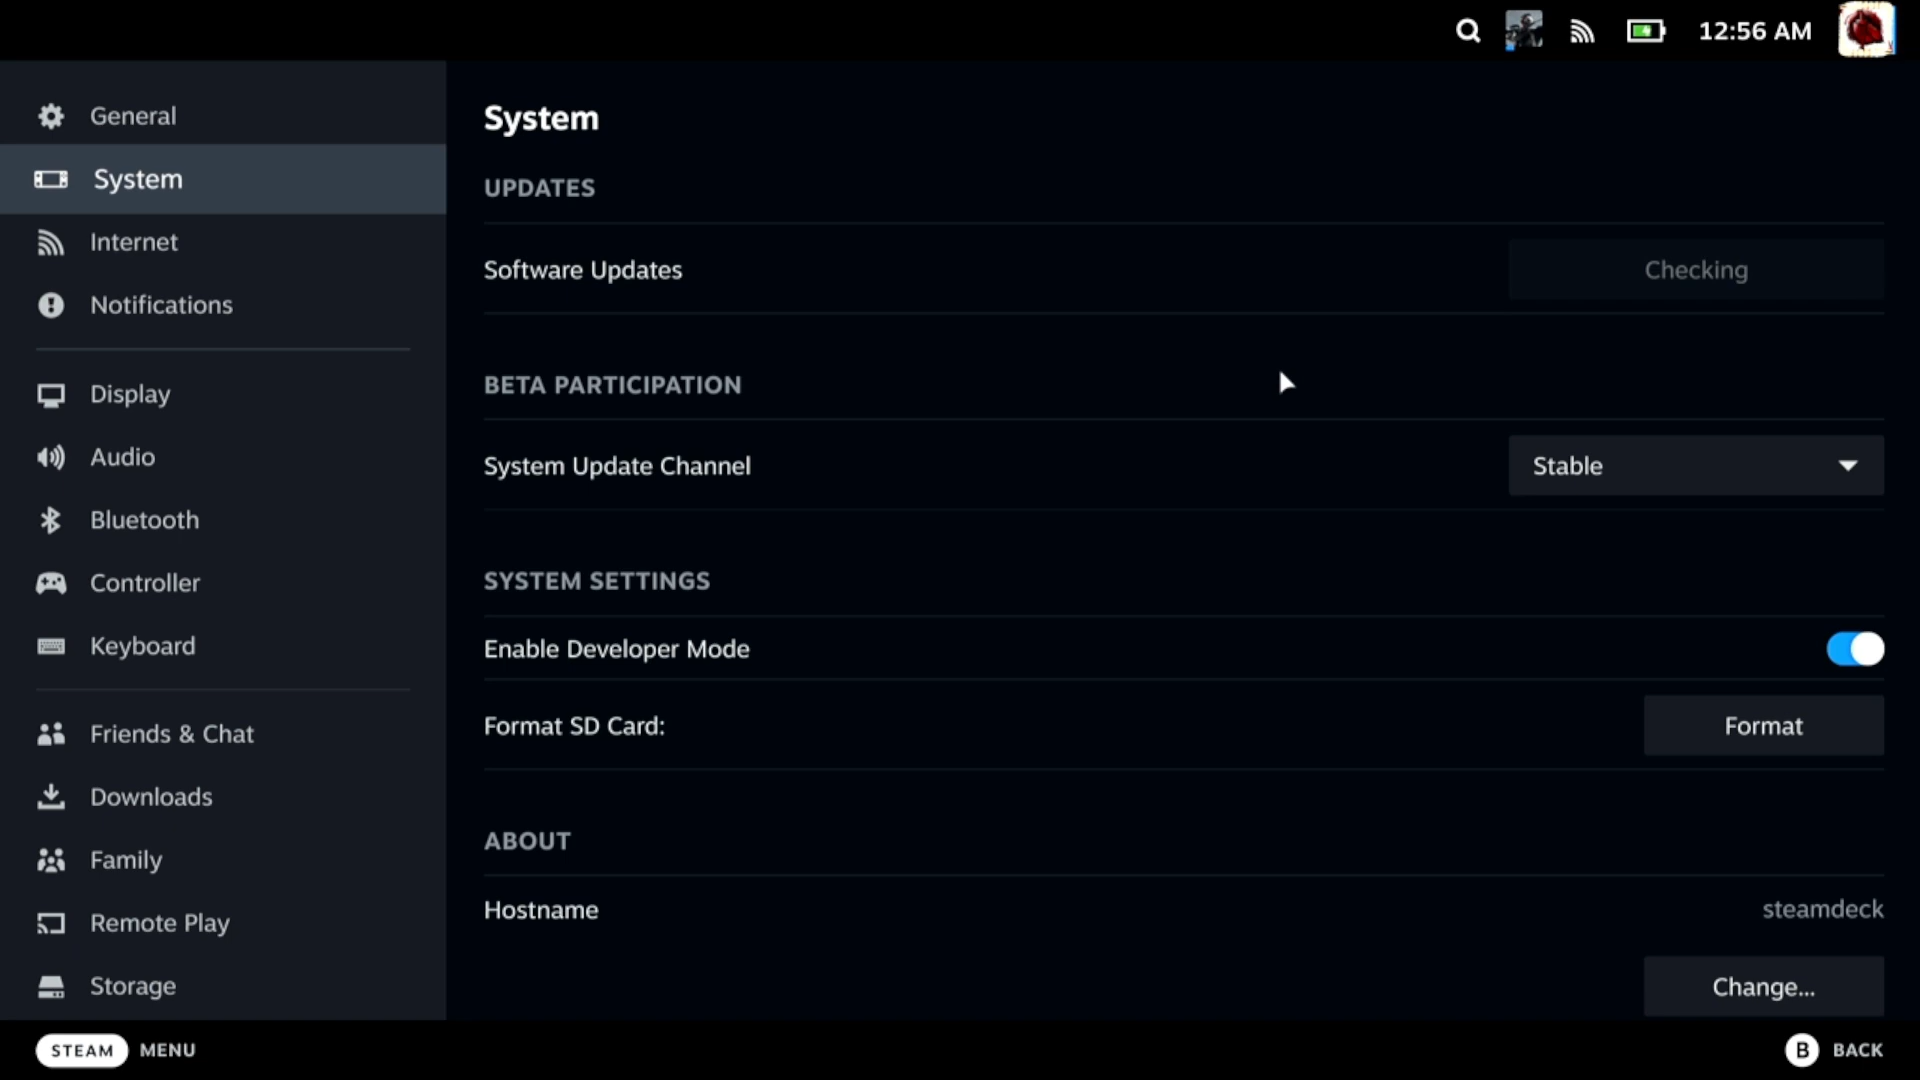 12:56 AM
General
System
Internet
Notifications
Display
Audio
Bluetooth
Controller
Keyboard
Friends & Chat
Downloads
Family
Remote Play
Storage
System
UPDATES
Software Updates
Checking
BETA PARTICIPATION
System Update Channel
Stable
SYSTEM SETTINGS
Enable Developer Mode
Format SD Card:
Format
ABOUT
Hostname
steamdeck
Change...
STEAM MENU
B BACK